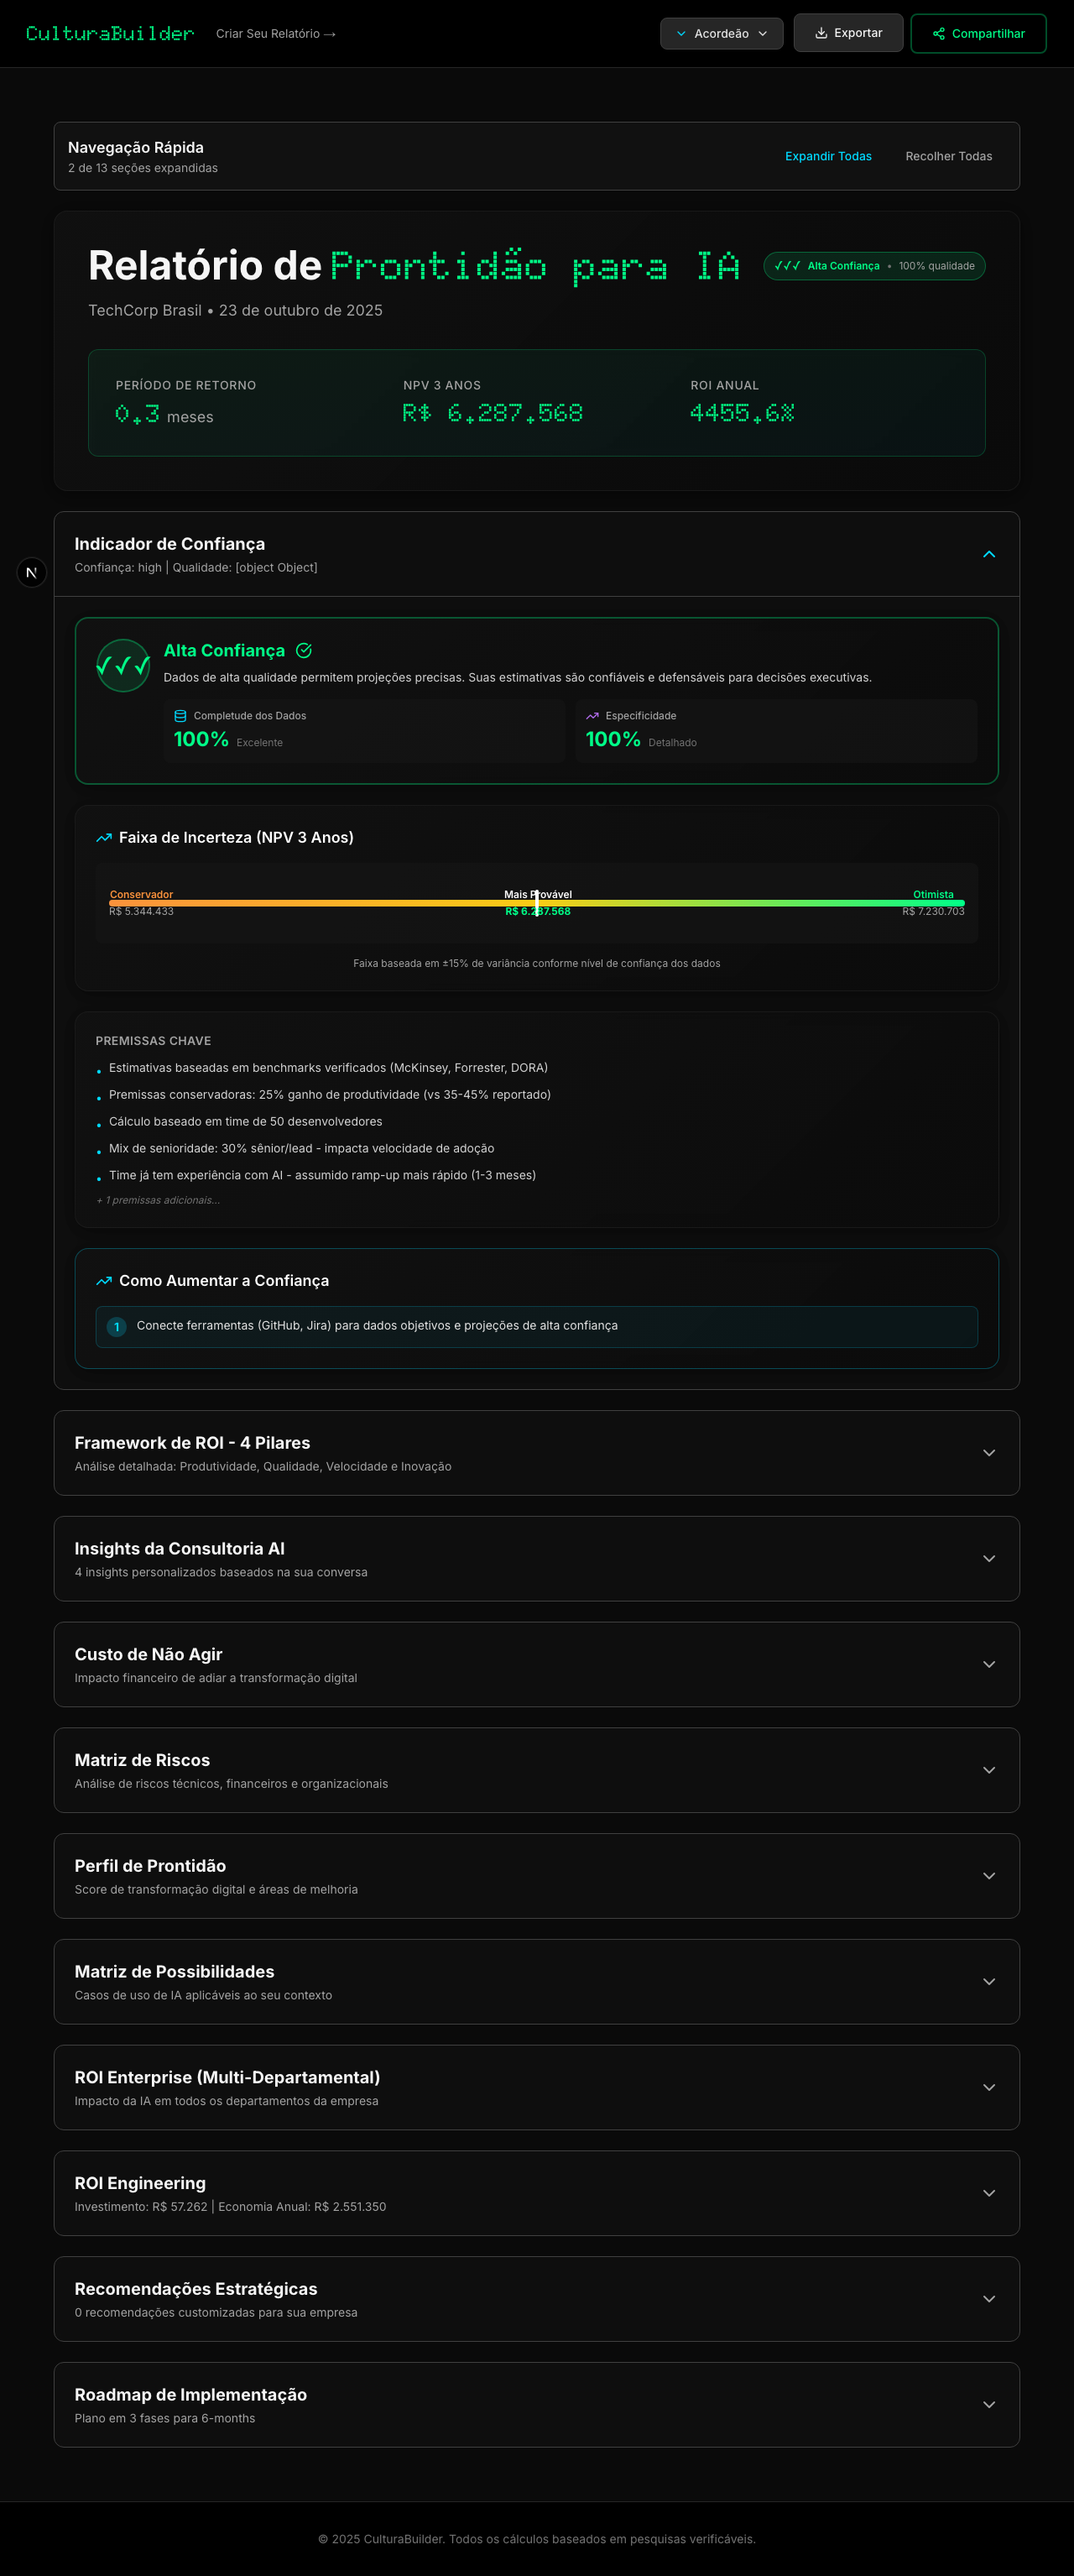 CulturaBuilder
Criar Seu Relatório →
Acordeão
Exportar
Compartilhar
Navegação Rápida
2 de 13 seções expandidas
Expandir Todas
Recolher Todas
Relatório de Prontidão para IA
✓✓✓ Alta Confiança • 100% qualidade
TechCorp Brasil • 23 de outubro de 2025
PERÍODO DE RETORNO
0.3 meses
NPV 3 ANOS
R$ 6.287.568
ROI ANUAL
4455.6%
Indicador de Confiança
Confiança: high | Qualidade: [object Object]
N
✓✓✓
Alta Confiança
Dados de alta qualidade permitem projeções precisas. Suas estimativas são confiáveis e defensáveis para decisões executivas.
Completude dos Dados
100% Excelente
Especificidade
100% Detalhado
Faixa de Incerteza (NPV 3 Anos)
Conservador
R$ 5.344.433
Mais Provável
R$ 6.287.568
Otimista
R$ 7.230.703
Faixa baseada em ±15% de variância conforme nível de confiança dos dados
PREMISSAS CHAVE
• Estimativas baseadas em benchmarks verificados (McKinsey, Forrester, DORA)
• Premissas conservadoras: 25% ganho de produtividade (vs 35-45% reportado)
• Cálculo baseado em time de 50 desenvolvedores
• Mix de senioridade: 30% sênior/lead - impacta velocidade de adoção
• Time já tem experiência com AI - assumido ramp-up mais rápido (1-3 meses)
+ 1 premissas adicionais...
Como Aumentar a Confiança
1 Conecte ferramentas (GitHub, Jira) para dados objetivos e projeções de alta confiança
Framework de ROI - 4 Pilares
Análise detalhada: Produtividade, Qualidade, Velocidade e Inovação
Insights da Consultoria AI
4 insights personalizados baseados na sua conversa
Custo de Não Agir
Impacto financeiro de adiar a transformação digital
Matriz de Riscos
Análise de riscos técnicos, financeiros e organizacionais
Perfil de Prontidão
Score de transformação digital e áreas de melhoria
Matriz de Possibilidades
Casos de uso de IA aplicáveis ao seu contexto
ROI Enterprise (Multi-Departamental)
Impacto da IA em todos os departamentos da empresa
ROI Engineering
Investimento: R$ 57.262 | Economia Anual: R$ 2.551.350
Recomendações Estratégicas
0 recomendações customizadas para sua empresa
Roadmap de Implementação
Plano em 3 fases para 6-months
© 2025 CulturaBuilder. Todos os cálculos baseados em pesquisas verificáveis.